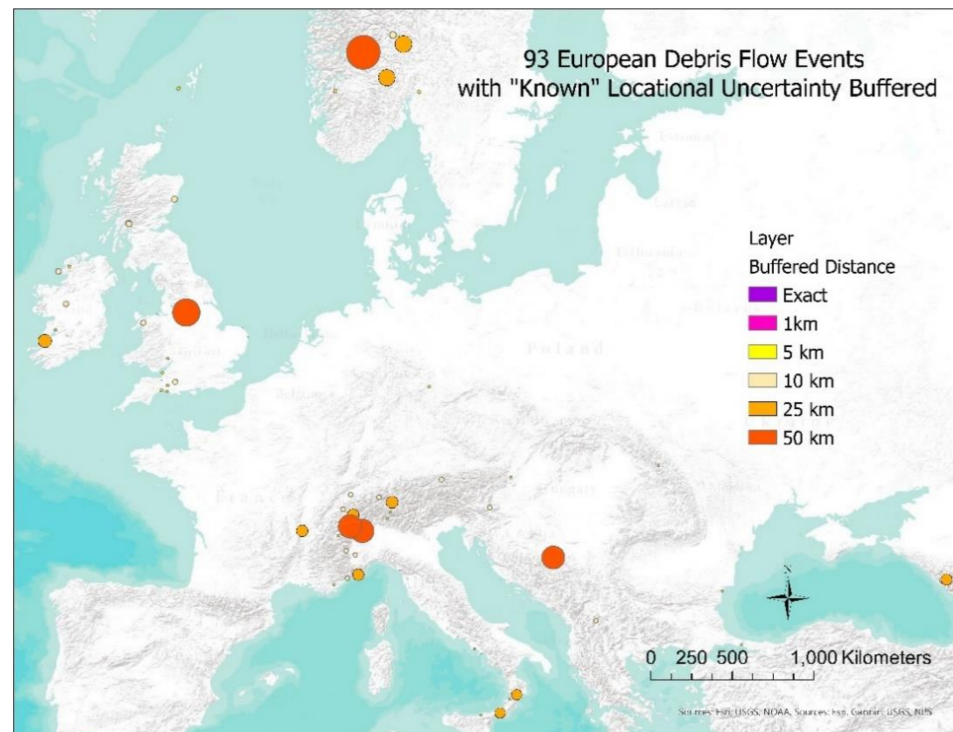 93 European Debris Flow Events
with "Known" Locational Uncertainty Buffered
Layer
Buffered Distance
Exact
1km
5 km
10 km
25 km
50 km
Poland
France
Hungary
N
0 250 500 1,000 Kilometers
Sources: Esri, USGS, NOAA, Sources: Esri, Garmin, USGS, NPS